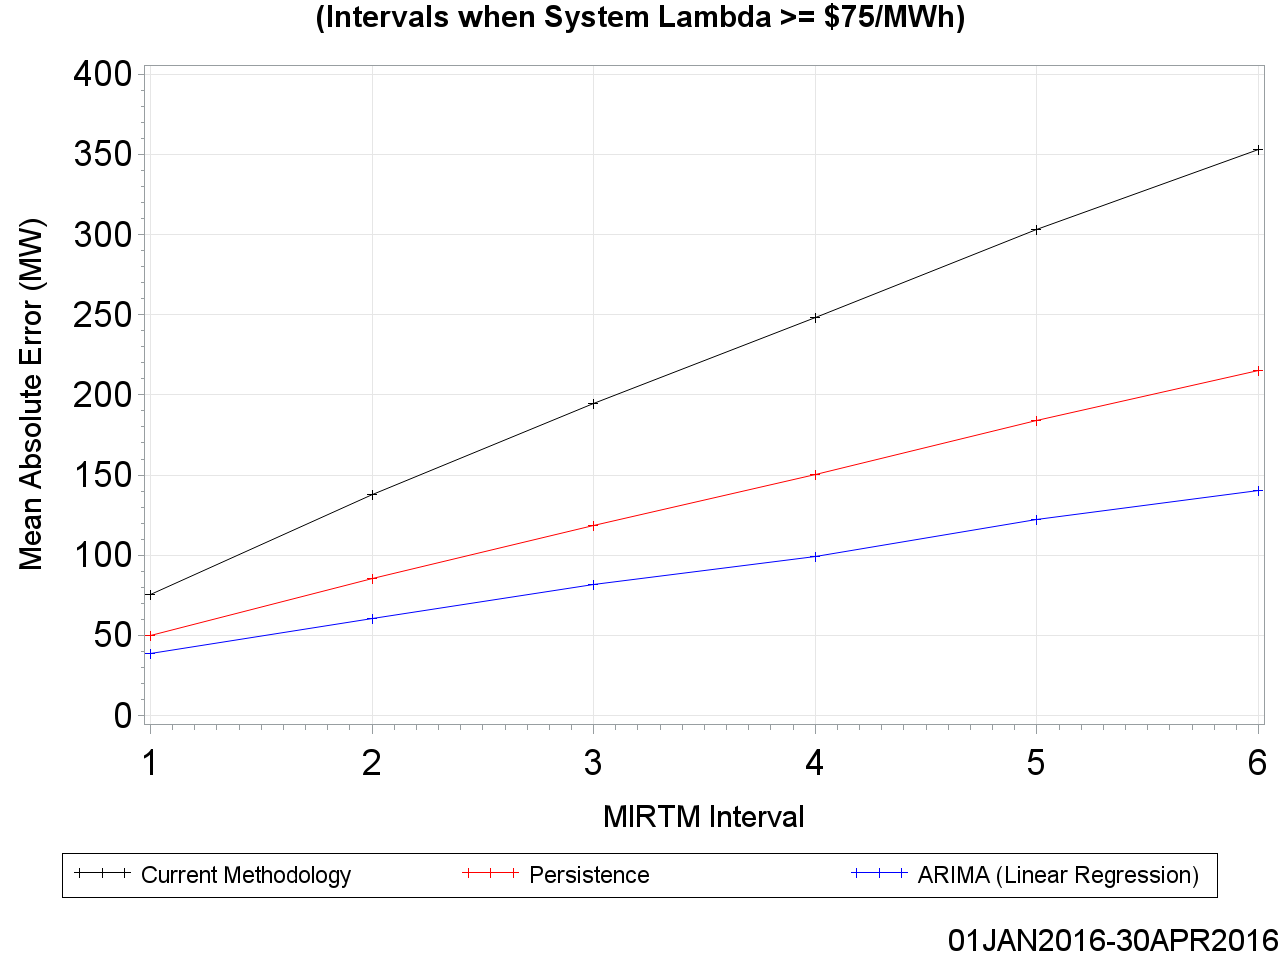 (Intervals when System Lambda >= $75/MWh)
400
350
300
250
200
150
100
50
0
Mean Absolute Error (MW)
1 2 3 4 5 6
MIRTM Interval
Current Methodology Persistence ARIMA (Linear Regression)
01JAN2016-30APR2016